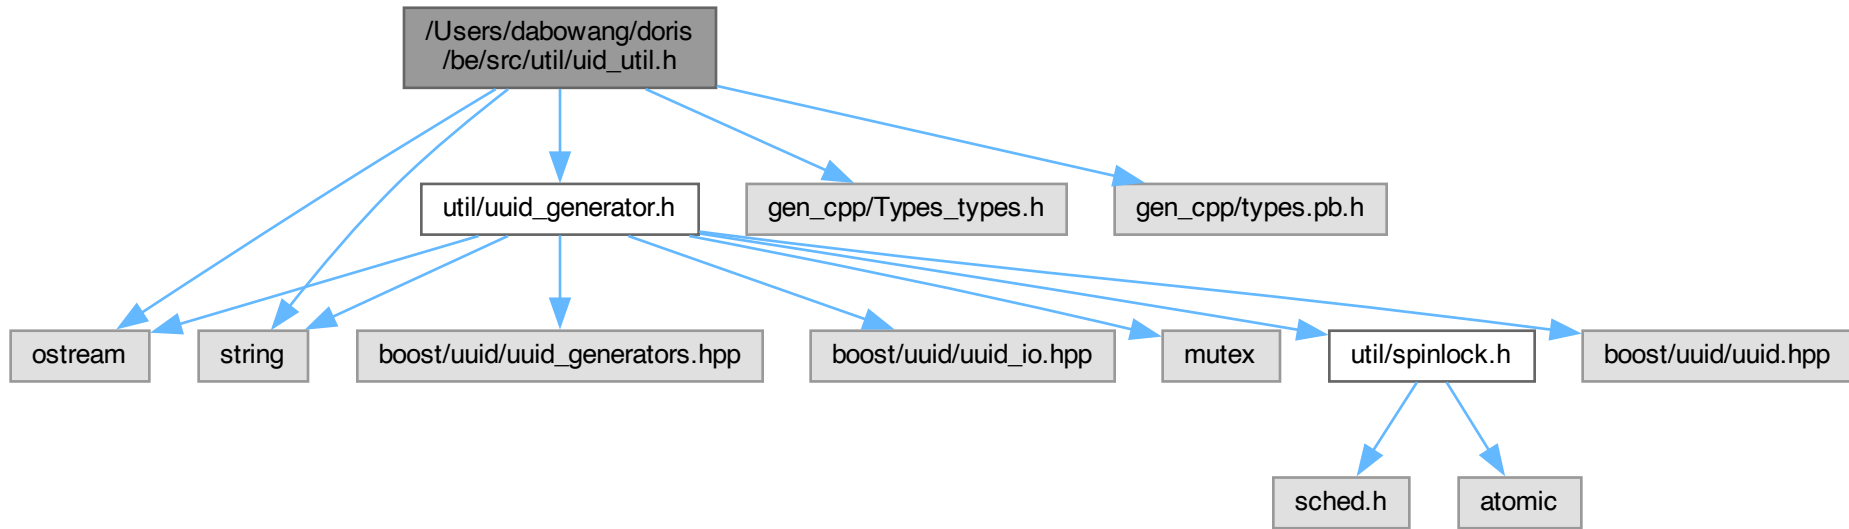 /Users/dabowang/doris
/be/src/util/uid_util.h
util/uuid_generator.h
gen_cpp/Types_types.h
gen_cpp/types.pb.h
ostream
string
boost/uuid/uuid_generators.hpp
boost/uuid/uuid_io.hpp
mutex
util/spinlock.h
boost/uuid/uuid.hpp
sched.h
atomic